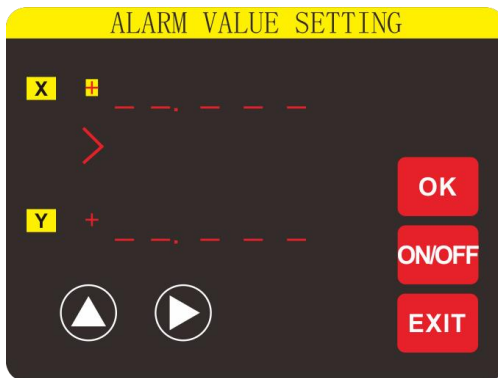 ALARM VALUE SETTING
X + _ _. _ _ _
>
OK
Y + _ _. _ _ _
ON/OFF
EXIT